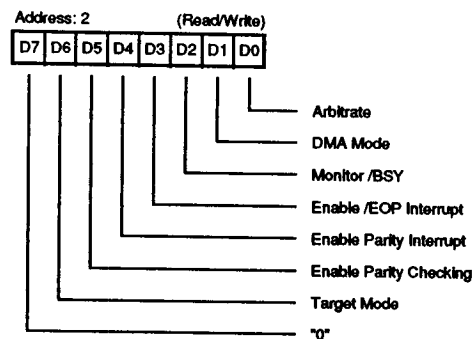 Address: 2 (Read/Write)
D7 D6 D5 D4 D3 D2 D1 D0
Arbitrate
DMA Mode
Monitor /BSY
Enable /EOP Interrupt
Enable Parity Interrupt
Enable Parity Checking
Target Mode
"0"